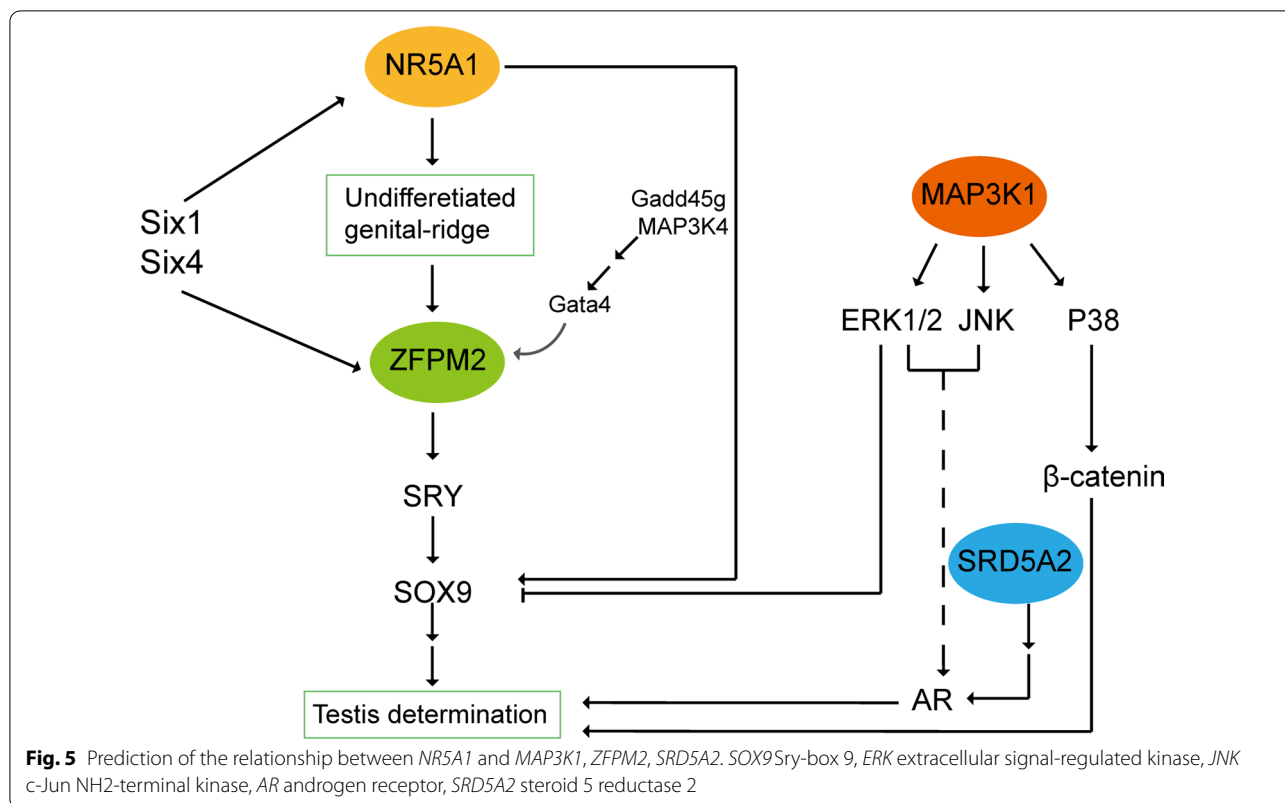 NR5A1
Undifferetiated
genital-ridge
Gadd45g
MAP3K4
MAP3K1
Six1
Six4
Gata4
ERK1/2
JNK
P38
ZFPM2
β-catenin
SRY
SRD5A2
SOX9
AR
Testis determination
Fig. 5 Prediction of the relationship between NR5A1 and MAP3K1, ZFPM2, SRD5A2. SOX9 Sry-box 9, ERK extracellular signal-regulated kinase, JNK
c-Jun NH2-terminal kinase, AR androgen receptor, SRD5A2 steroid 5 reductase 2